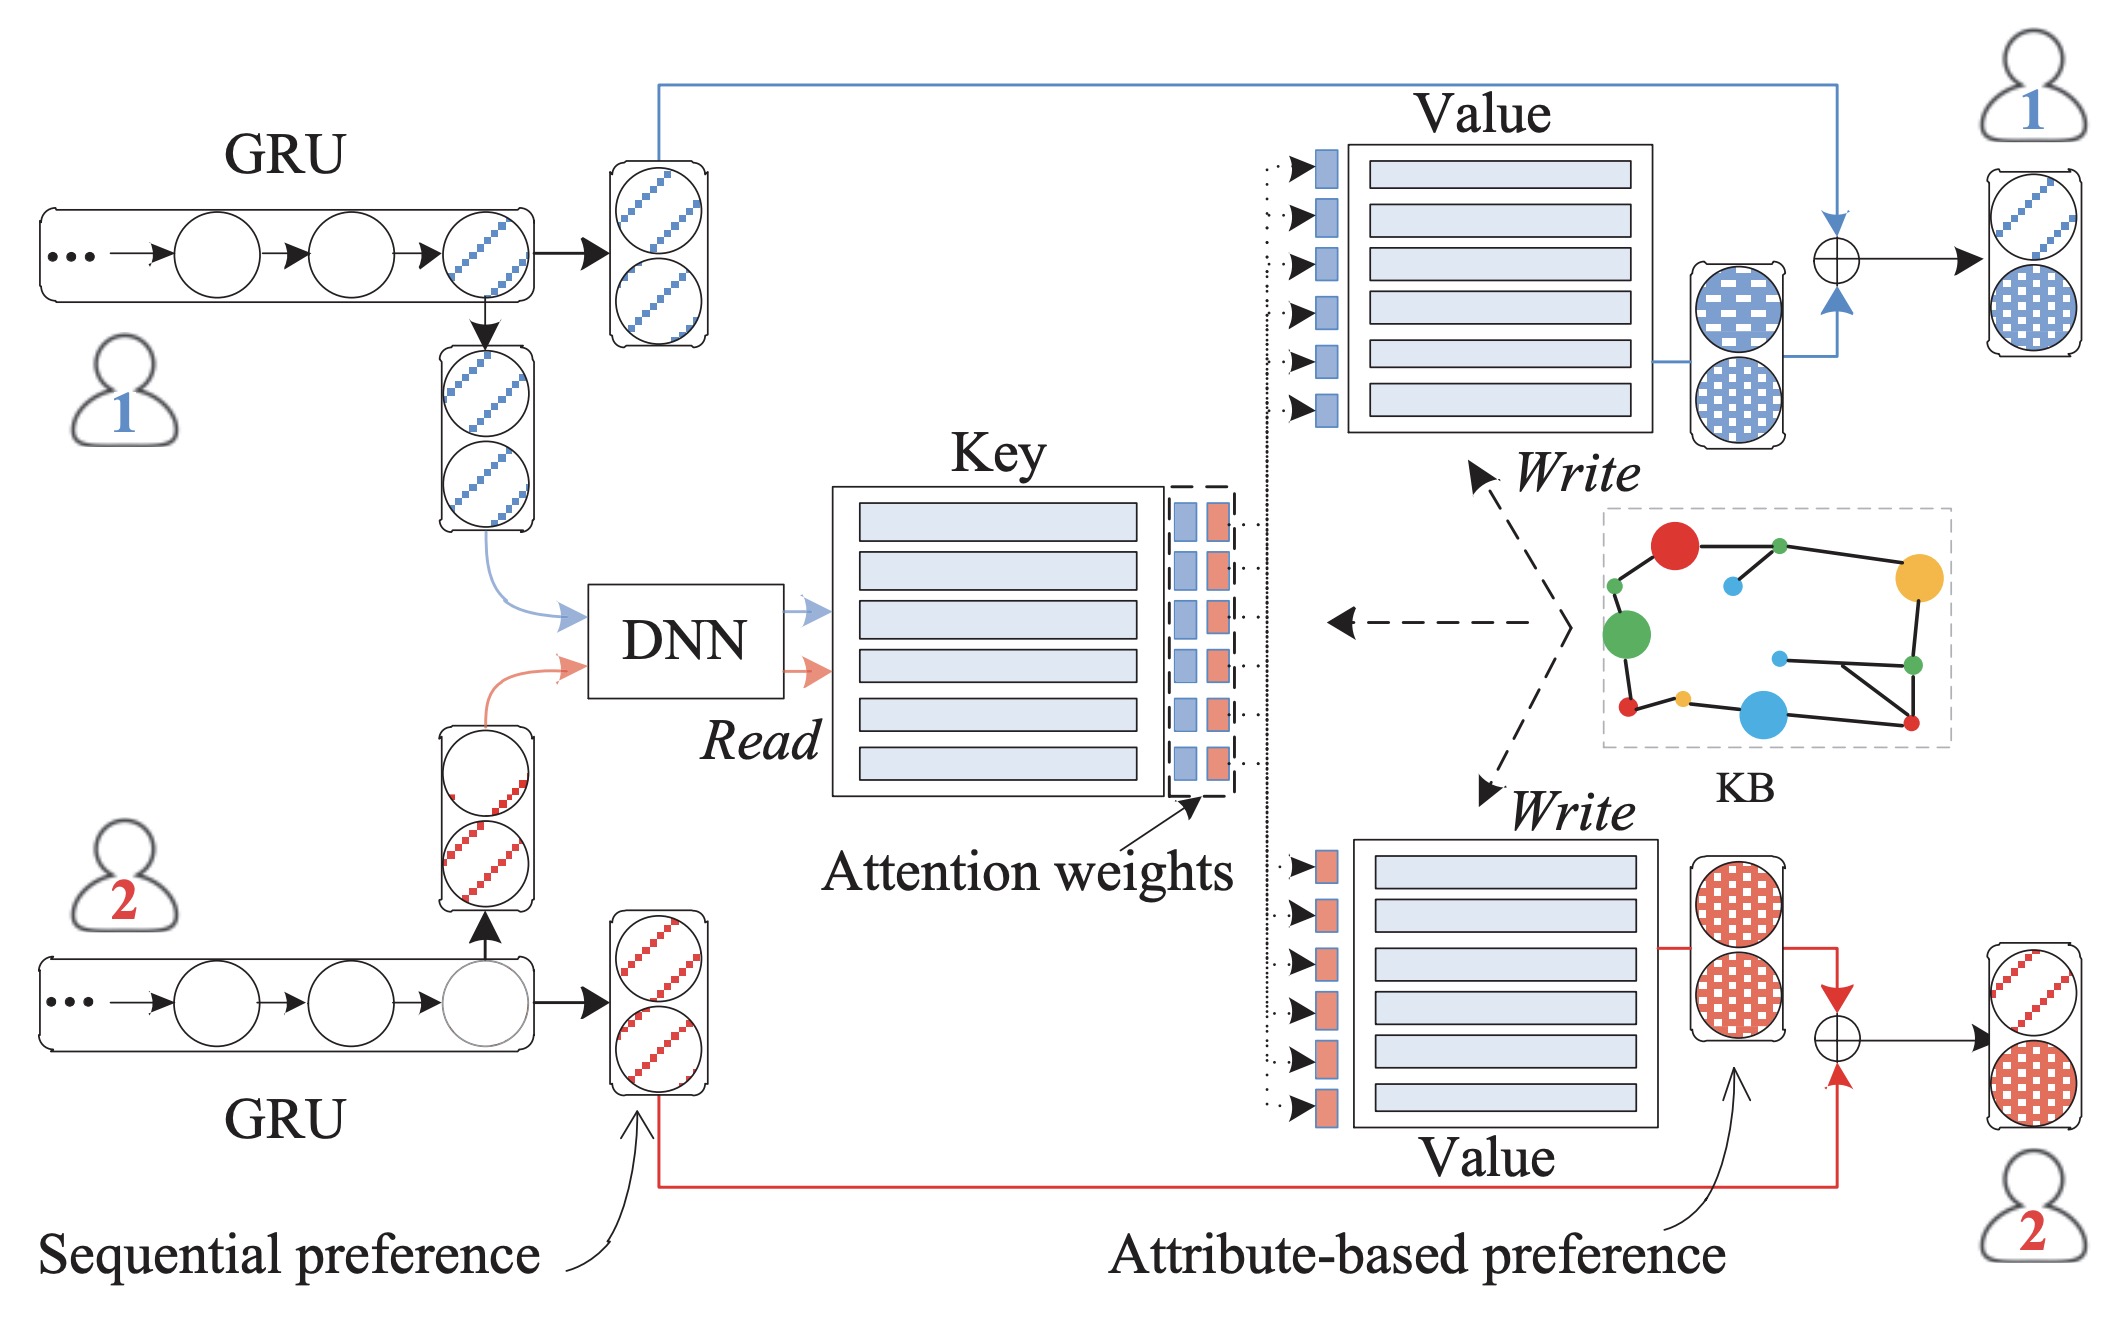 1
Value
GRU
1
Key
Write
DNN
Read
KB
Write
Attention weights
2
GRU
Value
Sequential preference
Attribute-based preference
2